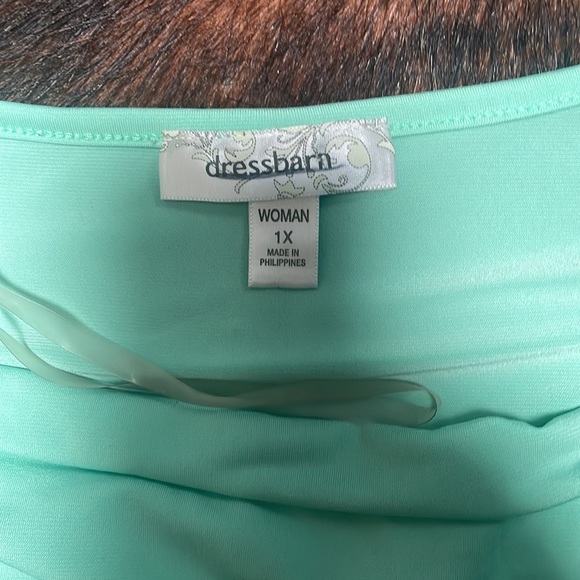 dressbarn
WOMAN
1X
MADE IN
PHILIPPINES